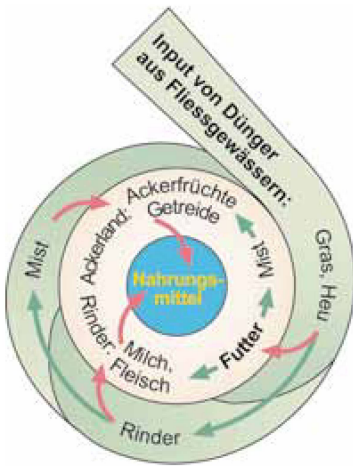 Input von Dünger
aus Fliessgewässern:
Gras, Heu
Rinder
Mist
Ackerland:
Ackerfrüchte
Getreide
Mist
Futter
Rinder:
Milch,
Fleisch
Nahrungs-
mittel